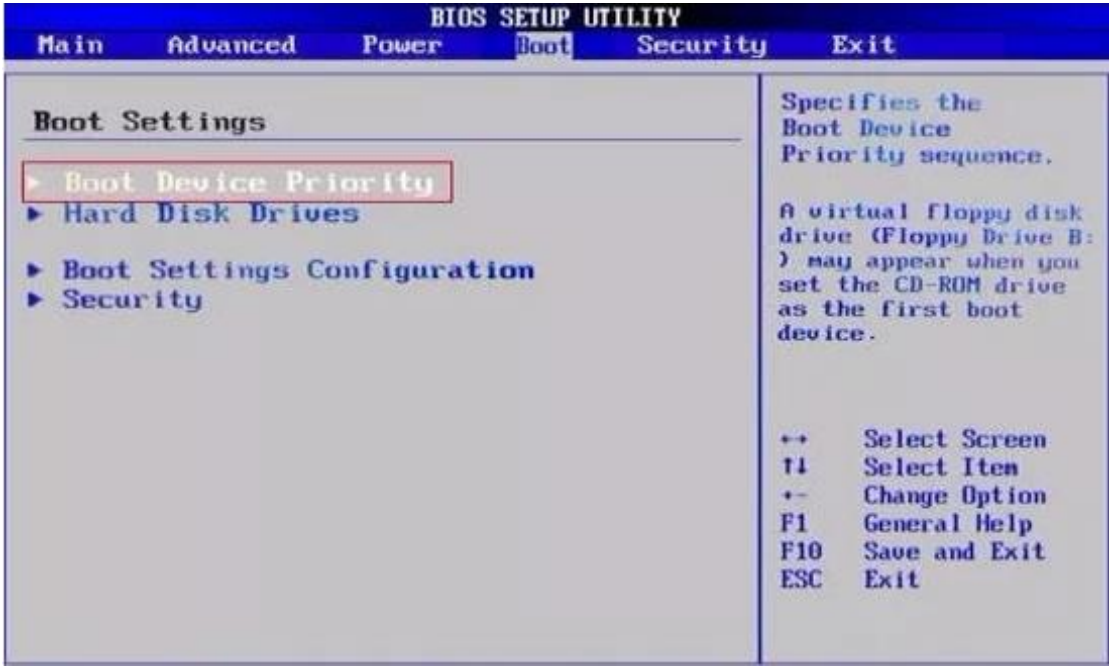 BIOS SETUP UTILITY
Main Advanced Power Boot Security Exit
Boot Settings
▶ Boot Device Priority
▶ Hard Disk Drives
▶ Boot Settings Configuration
▶ Security
Specifies the
Boot Device
Priority sequence.
A virtual floppy disk
drive (Floppy Drive B:
) may appear when you
set the CD-ROM drive
as the first boot
device.
←→ Select Screen
↑↓ Select Item
+- Change Option
F1 General Help
F10 Save and Exit
ESC Exit